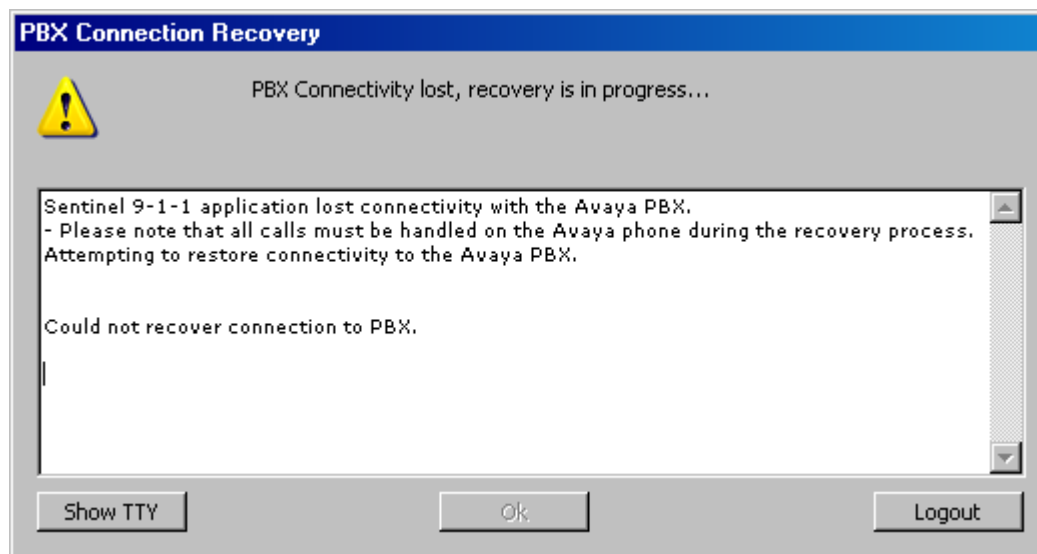 PBX Connection Recovery
PBX Connectivity lost, recovery is in progress...
Sentinel 9-1-1 application lost connectivity with the Avaya PBX.
- Please note that all calls must be handled on the Avaya phone during the recovery process.
Attempting to restore connectivity to the Avaya PBX.
Could not recover connection to PBX.
Show TTY
Ok
Logout